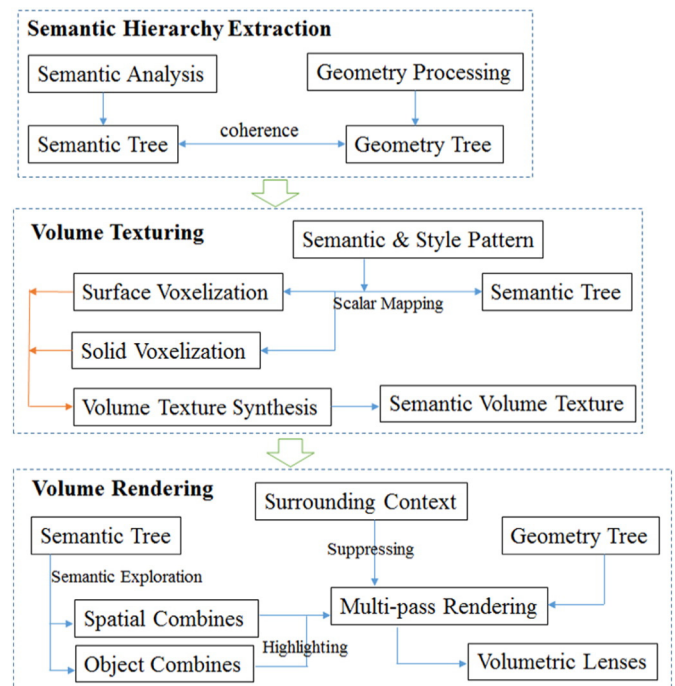 Semantic Hierarchy Extraction
Semantic Analysis
Geometry Processing
coherence
Semantic Tree
Geometry Tree
Volume Texturing
Semantic & Style Pattern
Surface Voxelization
Scalar Mapping
Semantic Tree
Solid Voxelization
Volume Texture Synthesis
Semantic Volume Texture
Volume Rendering
Surrounding Context
Semantic Tree
Geometry Tree
Suppressing
Semantic Exploration
Spatial Combines
Multi-pass Rendering
Highlighting
Object Combines
Volumetric Lenses